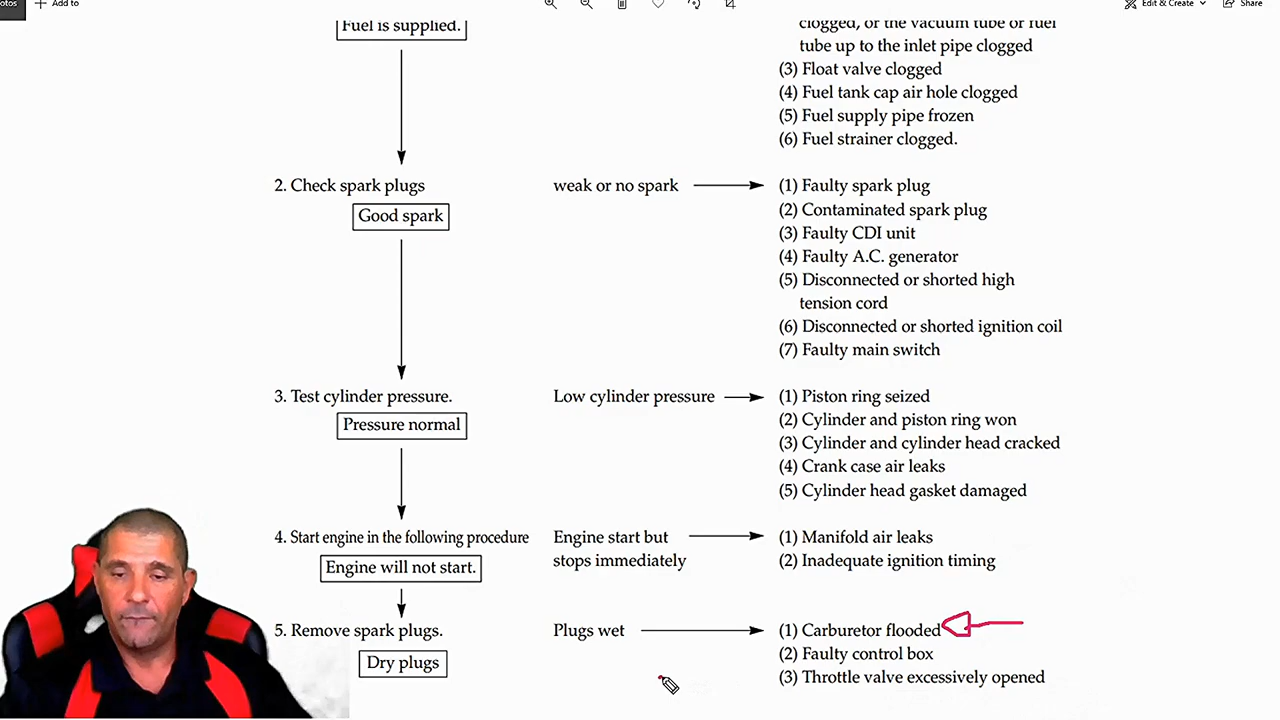 otos
Add to
Edit & Create
Share
Fuel is supplied.
clogged, or the vacuum tube or fuel
tube up to the inlet pipe clogged
(3) Float valve clogged
(4) Fuel tank cap air hole clogged
(5) Fuel supply pipe frozen
(6) Fuel strainer clogged.
2. Check spark plugs
Good spark
weak or no spark
(1) Faulty spark plug
(2) Contaminated spark plug
(3) Faulty CDI unit
(4) Faulty A.C. generator
(5) Disconnected or shorted high
tension cord
(6) Disconnected or shorted ignition coil
(7) Faulty main switch
3. Test cylinder pressure.
Pressure normal
Low cylinder pressure
(1) Piston ring seized
(2) Cylinder and piston ring won
(3) Cylinder and cylinder head cracked
(4) Crank case air leaks
(5) Cylinder head gasket damaged
4. Start engine in the following procedure
Engine will not start.
Engine start but
stops immediately
(1) Manifold air leaks
(2) Inadequate ignition timing
5. Remove spark plugs.
Dry plugs
Plugs wet
(1) Carburetor flooded
(2) Faulty control box
(3) Throttle valve excessively opened